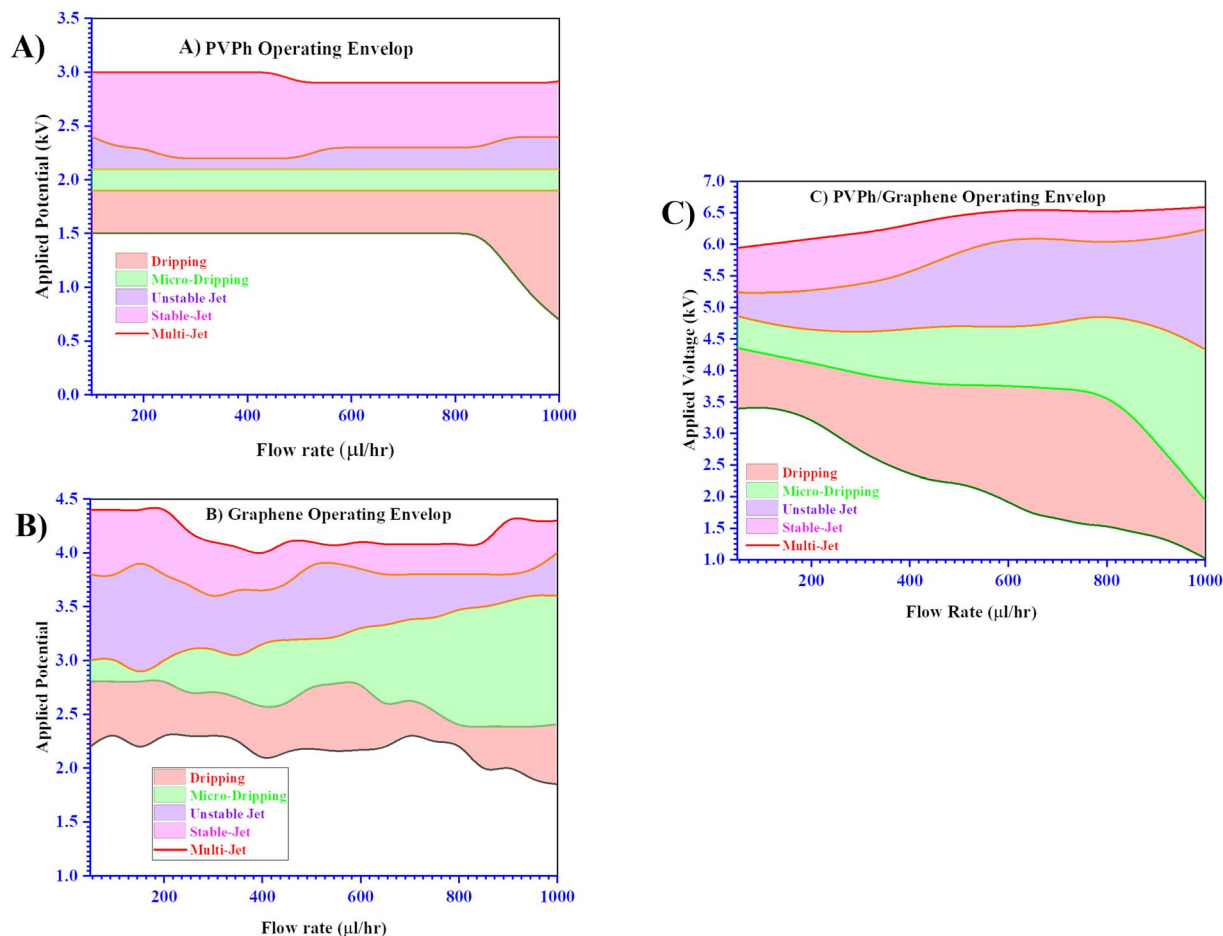 A)
A) PVPh Operating Envelop
Applied Potential (kV)
3.5
3.0
2.5
2.0
1.5
1.0
0.5
0.0
Dripping
Micro-Dripping
Unstable Jet
Stable-Jet
Multi-Jet
200 400 600 800 1000
Flow rate (μl/hr)
B)
B) Graphene Operating Envelop
Applied Potential
4.5
4.0
3.5
3.0
2.5
2.0
1.5
1.0
Dripping
Micro-Dripping
Unstable Jet
Stable-Jet
Multi-Jet
200 400 600 800 1000
Flow rate (μl/hr)
C)
C) PVPh/Graphene Operating Envelop
Applied Voltage (kV)
7.0
6.5
6.0
5.5
5.0
4.5
4.0
3.5
3.0
2.5
2.0
1.5
1.0
Dripping
Micro-Dripping
Unstable Jet
Stable-Jet
Multi-Jet
200 400 600 800 1000
Flow Rate (μl/hr)